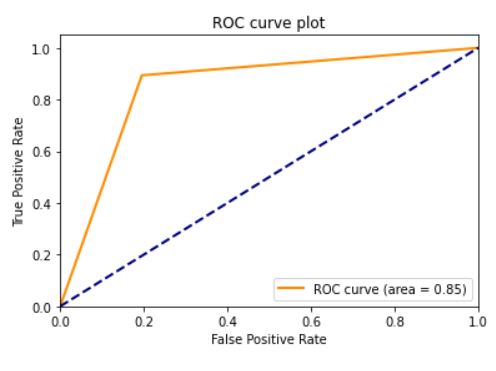 ROC curve plot
1.0
0.8
0.6
0.4
0.2
0.0
True Positive Rate
ROC curve (area = 0.85)
0.0 0.2 0.4 0.6 0.8 1.0
False Positive Rate